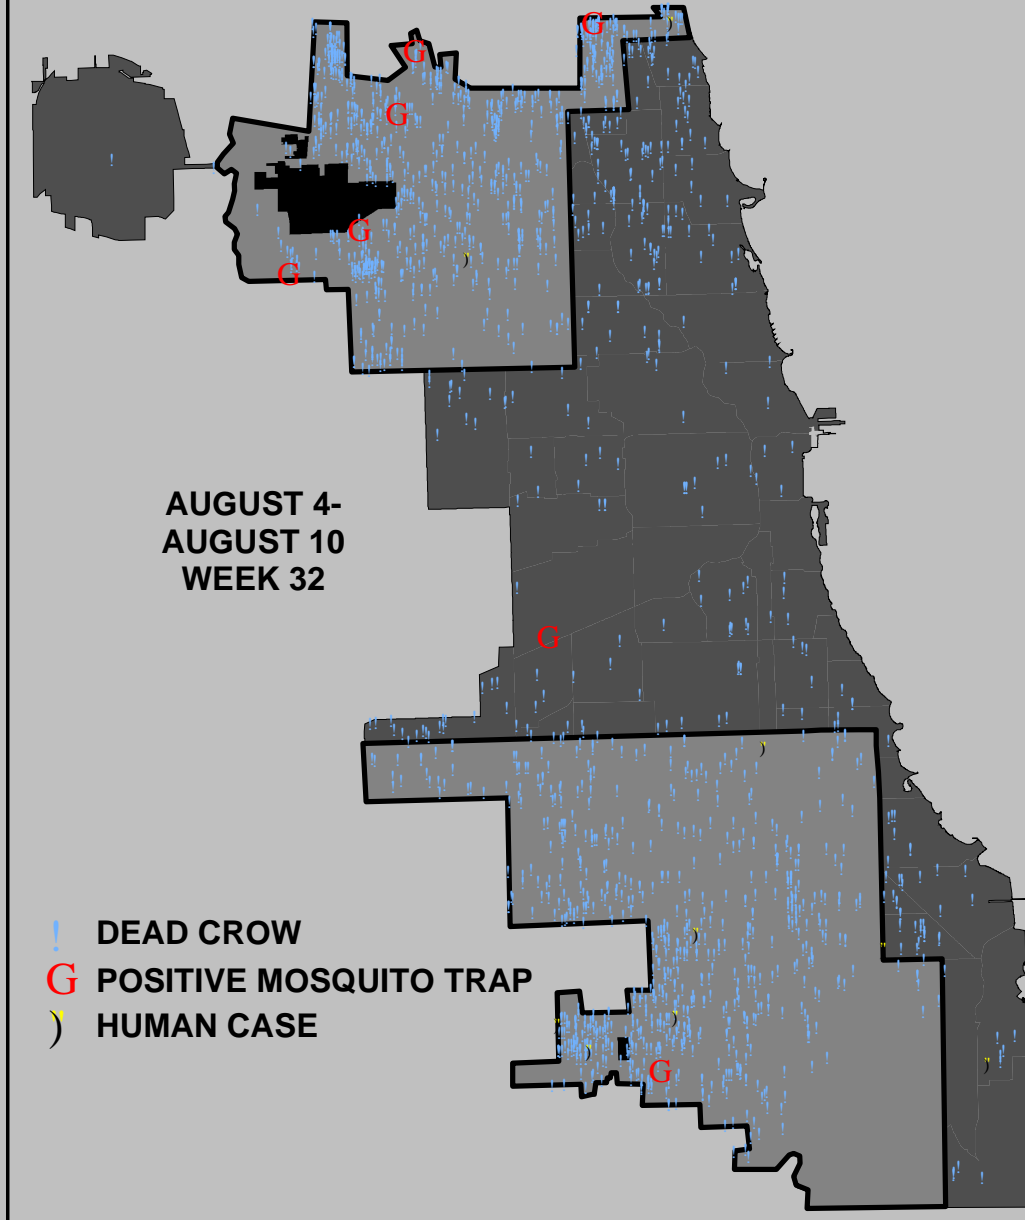 G
G
G
G
G
AUGUST 4-
AUGUST 10
WEEK 32
G
! DEAD CROW
G POSITIVE MOSQUITO TRAP
) HUMAN CASE
G